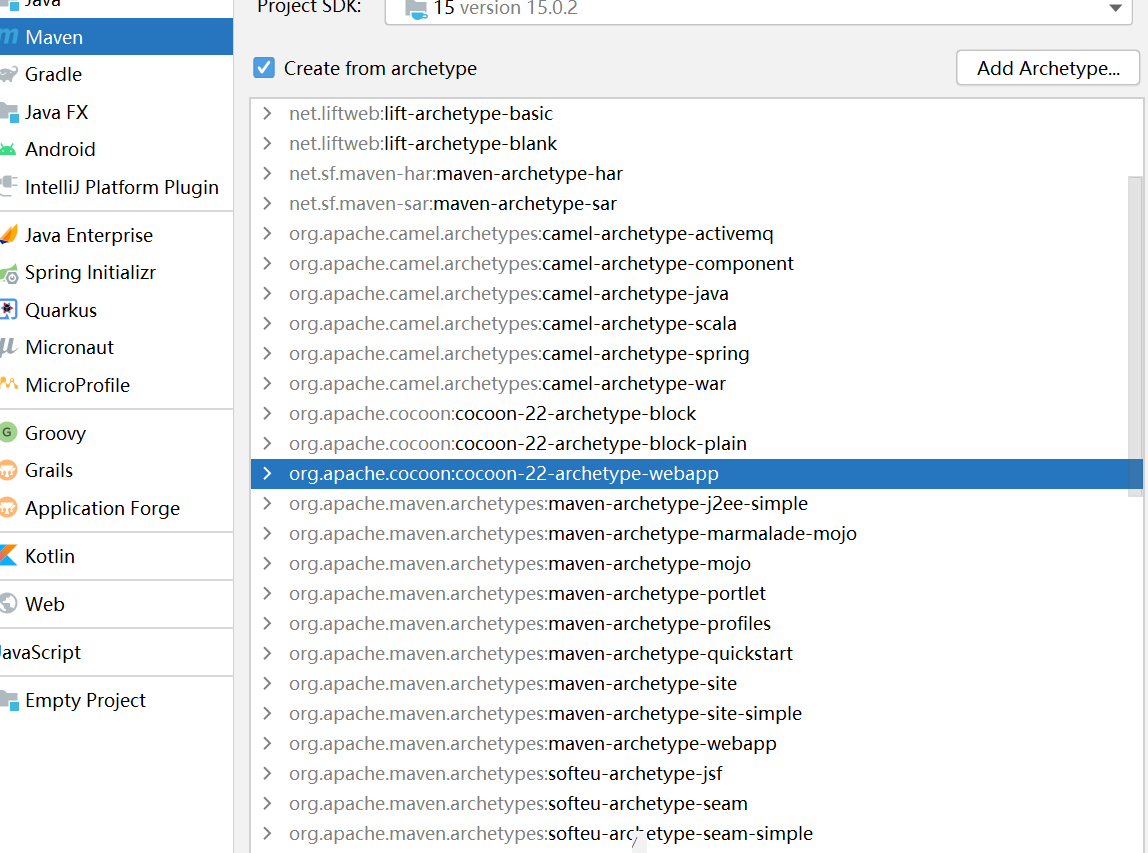 Java
Maven
Gradle
Java FX
Android
IntelliJ Platform Plugin
Java Enterprise
Spring Initializr
Quarkus
Micronaut
MicroProfile
Groovy
Grails
Application Forge
Kotlin
Web
JavaScript
Empty Project
Project SDK: 15 version 15.0.2
Create from archetype
Add Archetype...
net.liftweb:lift-archetype-basic
net.liftweb:lift-archetype-blank
net.sf.maven-har:maven-archetype-har
net.sf.maven-sar:maven-archetype-sar
org.apache.camel.archetypes:camel-archetype-activemq
org.apache.camel.archetypes:camel-archetype-component
org.apache.camel.archetypes:camel-archetype-java
org.apache.camel.archetypes:camel-archetype-scala
org.apache.camel.archetypes:camel-archetype-spring
org.apache.camel.archetypes:camel-archetype-war
org.apache.cocoon:cocoon-22-archetype-block
org.apache.cocoon:cocoon-22-archetype-block-plain
org.apache.cocoon:cocoon-22-archetype-webapp
org.apache.maven.archetypes:maven-archetype-j2ee-simple
org.apache.maven.archetypes:maven-archetype-marmalade-mojo
org.apache.maven.archetypes:maven-archetype-mojo
org.apache.maven.archetypes:maven-archetype-portlet
org.apache.maven.archetypes:maven-archetype-profiles
org.apache.maven.archetypes:maven-archetype-quickstart
org.apache.maven.archetypes:maven-archetype-site
org.apache.maven.archetypes:maven-archetype-site-simple
org.apache.maven.archetypes:maven-archetype-webapp
org.apache.maven.archetypes:softeu-archetype-jsf
org.apache.maven.archetypes:softeu-archetype-seam
org.apache.maven.archetypes:softeu-archetype-seam-simple